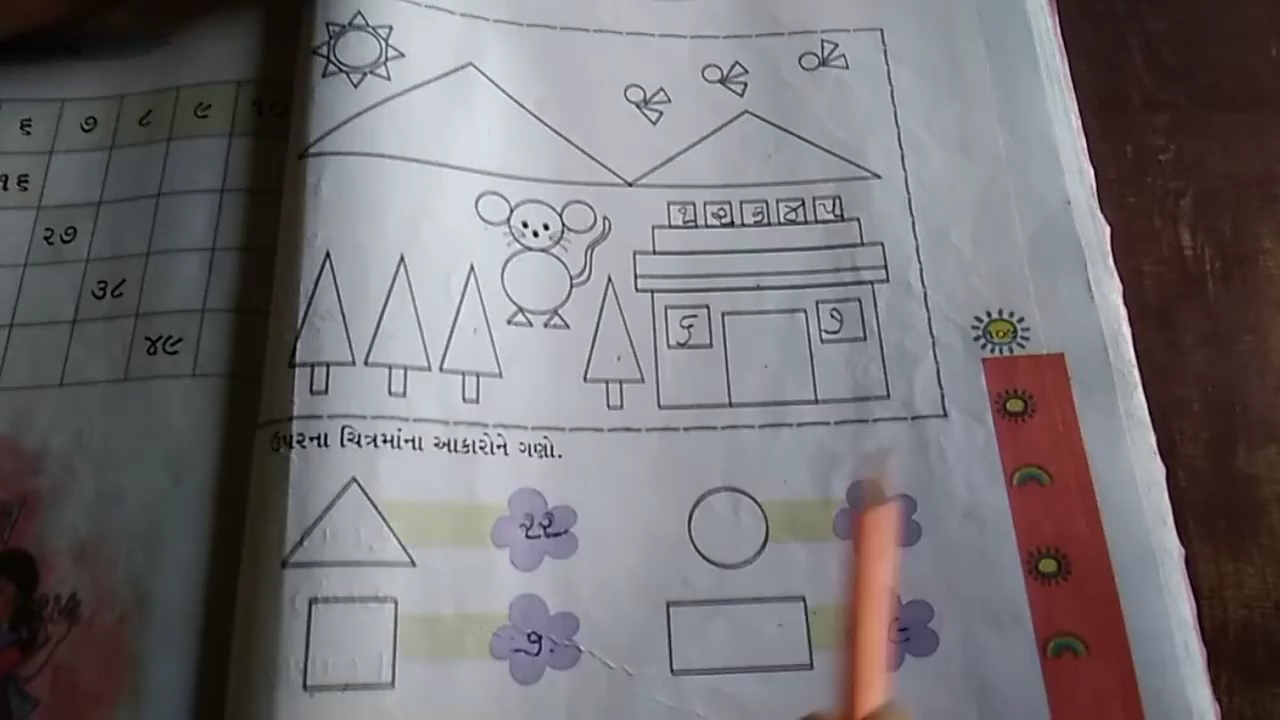 ૬ ૭ ૮ ૯ ૧૦
૧૬
૨૭
૩૮
૪૯
૧ ૨ ૩ ૪ ૫
૬ ૭
ઉપરના ચિત્રમાંના આકારોને ગણો.
૨૨
૭